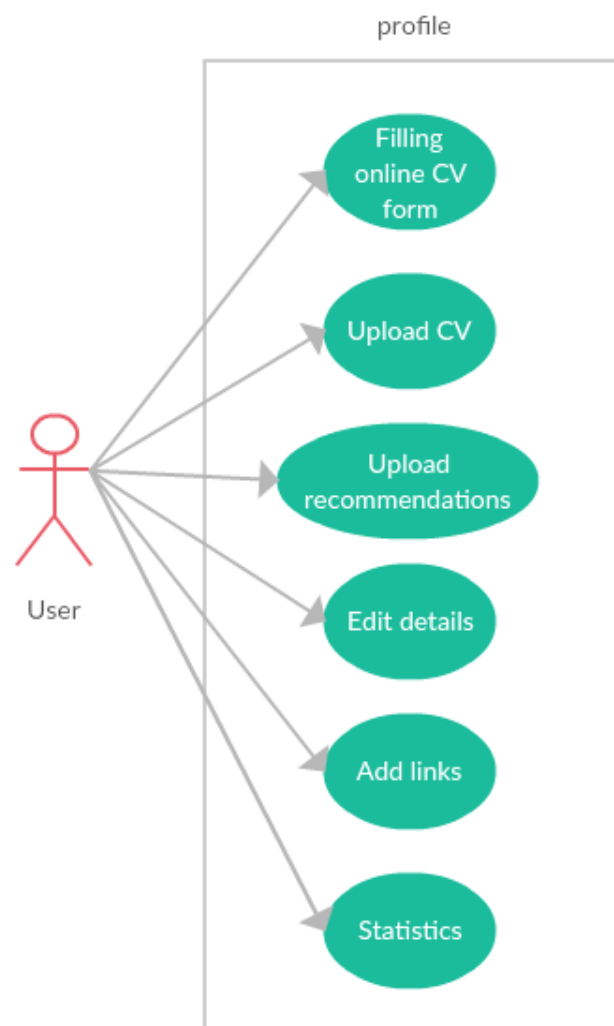 profile
Filling
online CV
form
Upload CV
Upload
recommendations
User
Edit details
Add links
Statistics